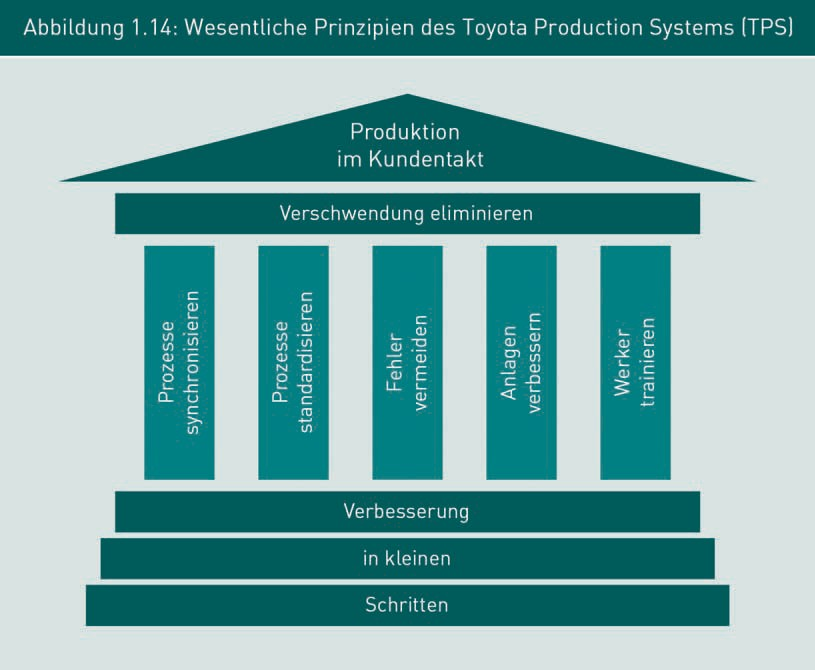 Abbildung 1.14: Wesentliche Prinzipien des Toyota Production Systems (TPS)
Produktion
im Kundentakt
Verschwendung eliminieren
Prozesse
synchronisieren
Prozesse
standardisieren
Fehler
vermeiden
Anlagen
verbessern
Werker
trainieren
Verbesserung
in kleinen
Schritten